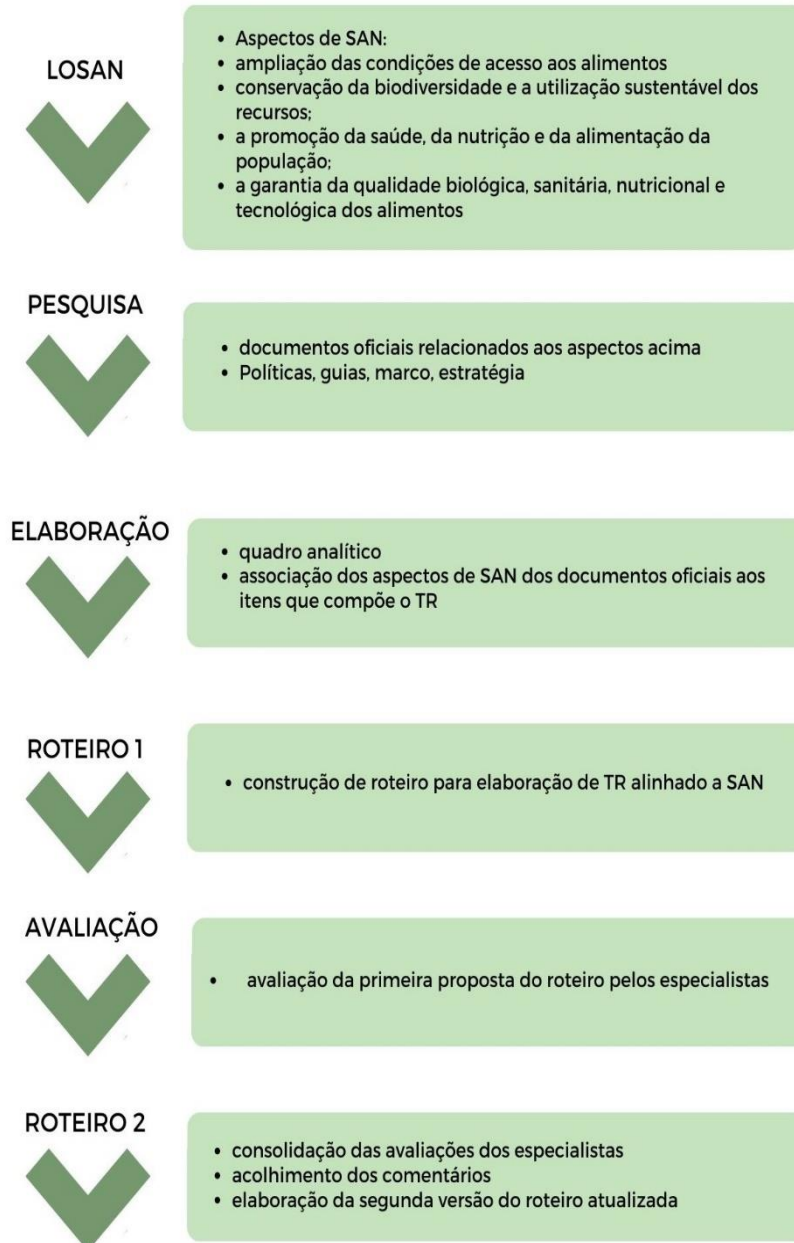 LOSAN
• Aspectos de SAN:
• ampliação das condições de acesso aos alimentos
• conservação da biodiversidade e a utilização sustentável dos
recursos;
• a promoção da saúde, da nutrição e da alimentação da
população;
• a garantia da qualidade biológica, sanitária, nutricional e
tecnológica dos alimentos
PESQUISA
• documentos oficiais relacionados aos aspectos acima
• Políticas, guias, marco, estratégia
ELABORAÇÃO
• quadro analítico
• associação dos aspectos de SAN dos documentos oficiais aos
itens que compõe o TR
ROTEIRO 1
• construção de roteiro para elaboração de TR alinhado a SAN
AVALIAÇÃO
• avaliação da primeira proposta do roteiro pelos especialistas
ROTEIRO 2
• consolidação das avaliações dos especialistas
• acolhimento dos comentários
• elaboração da segunda versão do roteiro atualizada